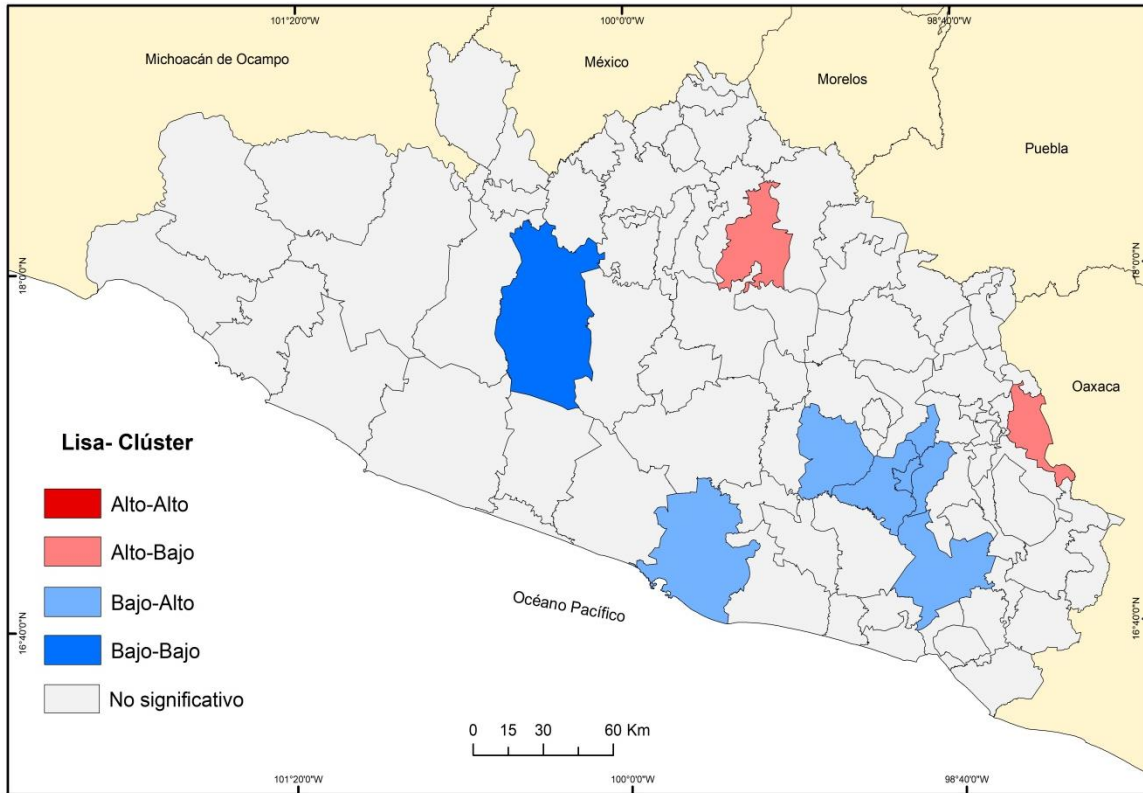 101°20'0"W
100°0'0"W
98°40'0"W
Michoacán de Ocampo
México
Morelos
Puebla
18°0'0"N
18°0'0"N
Oaxaca
Lisa- Clúster
Alto-Alto
Alto-Bajo
Bajo-Alto
Bajo-Bajo
No significativo
Océano Pacífico
16°40'0"N
16°40'0"N
0 15 30 60 Km
101°20'0"W
100°0'0"W
98°40'0"W